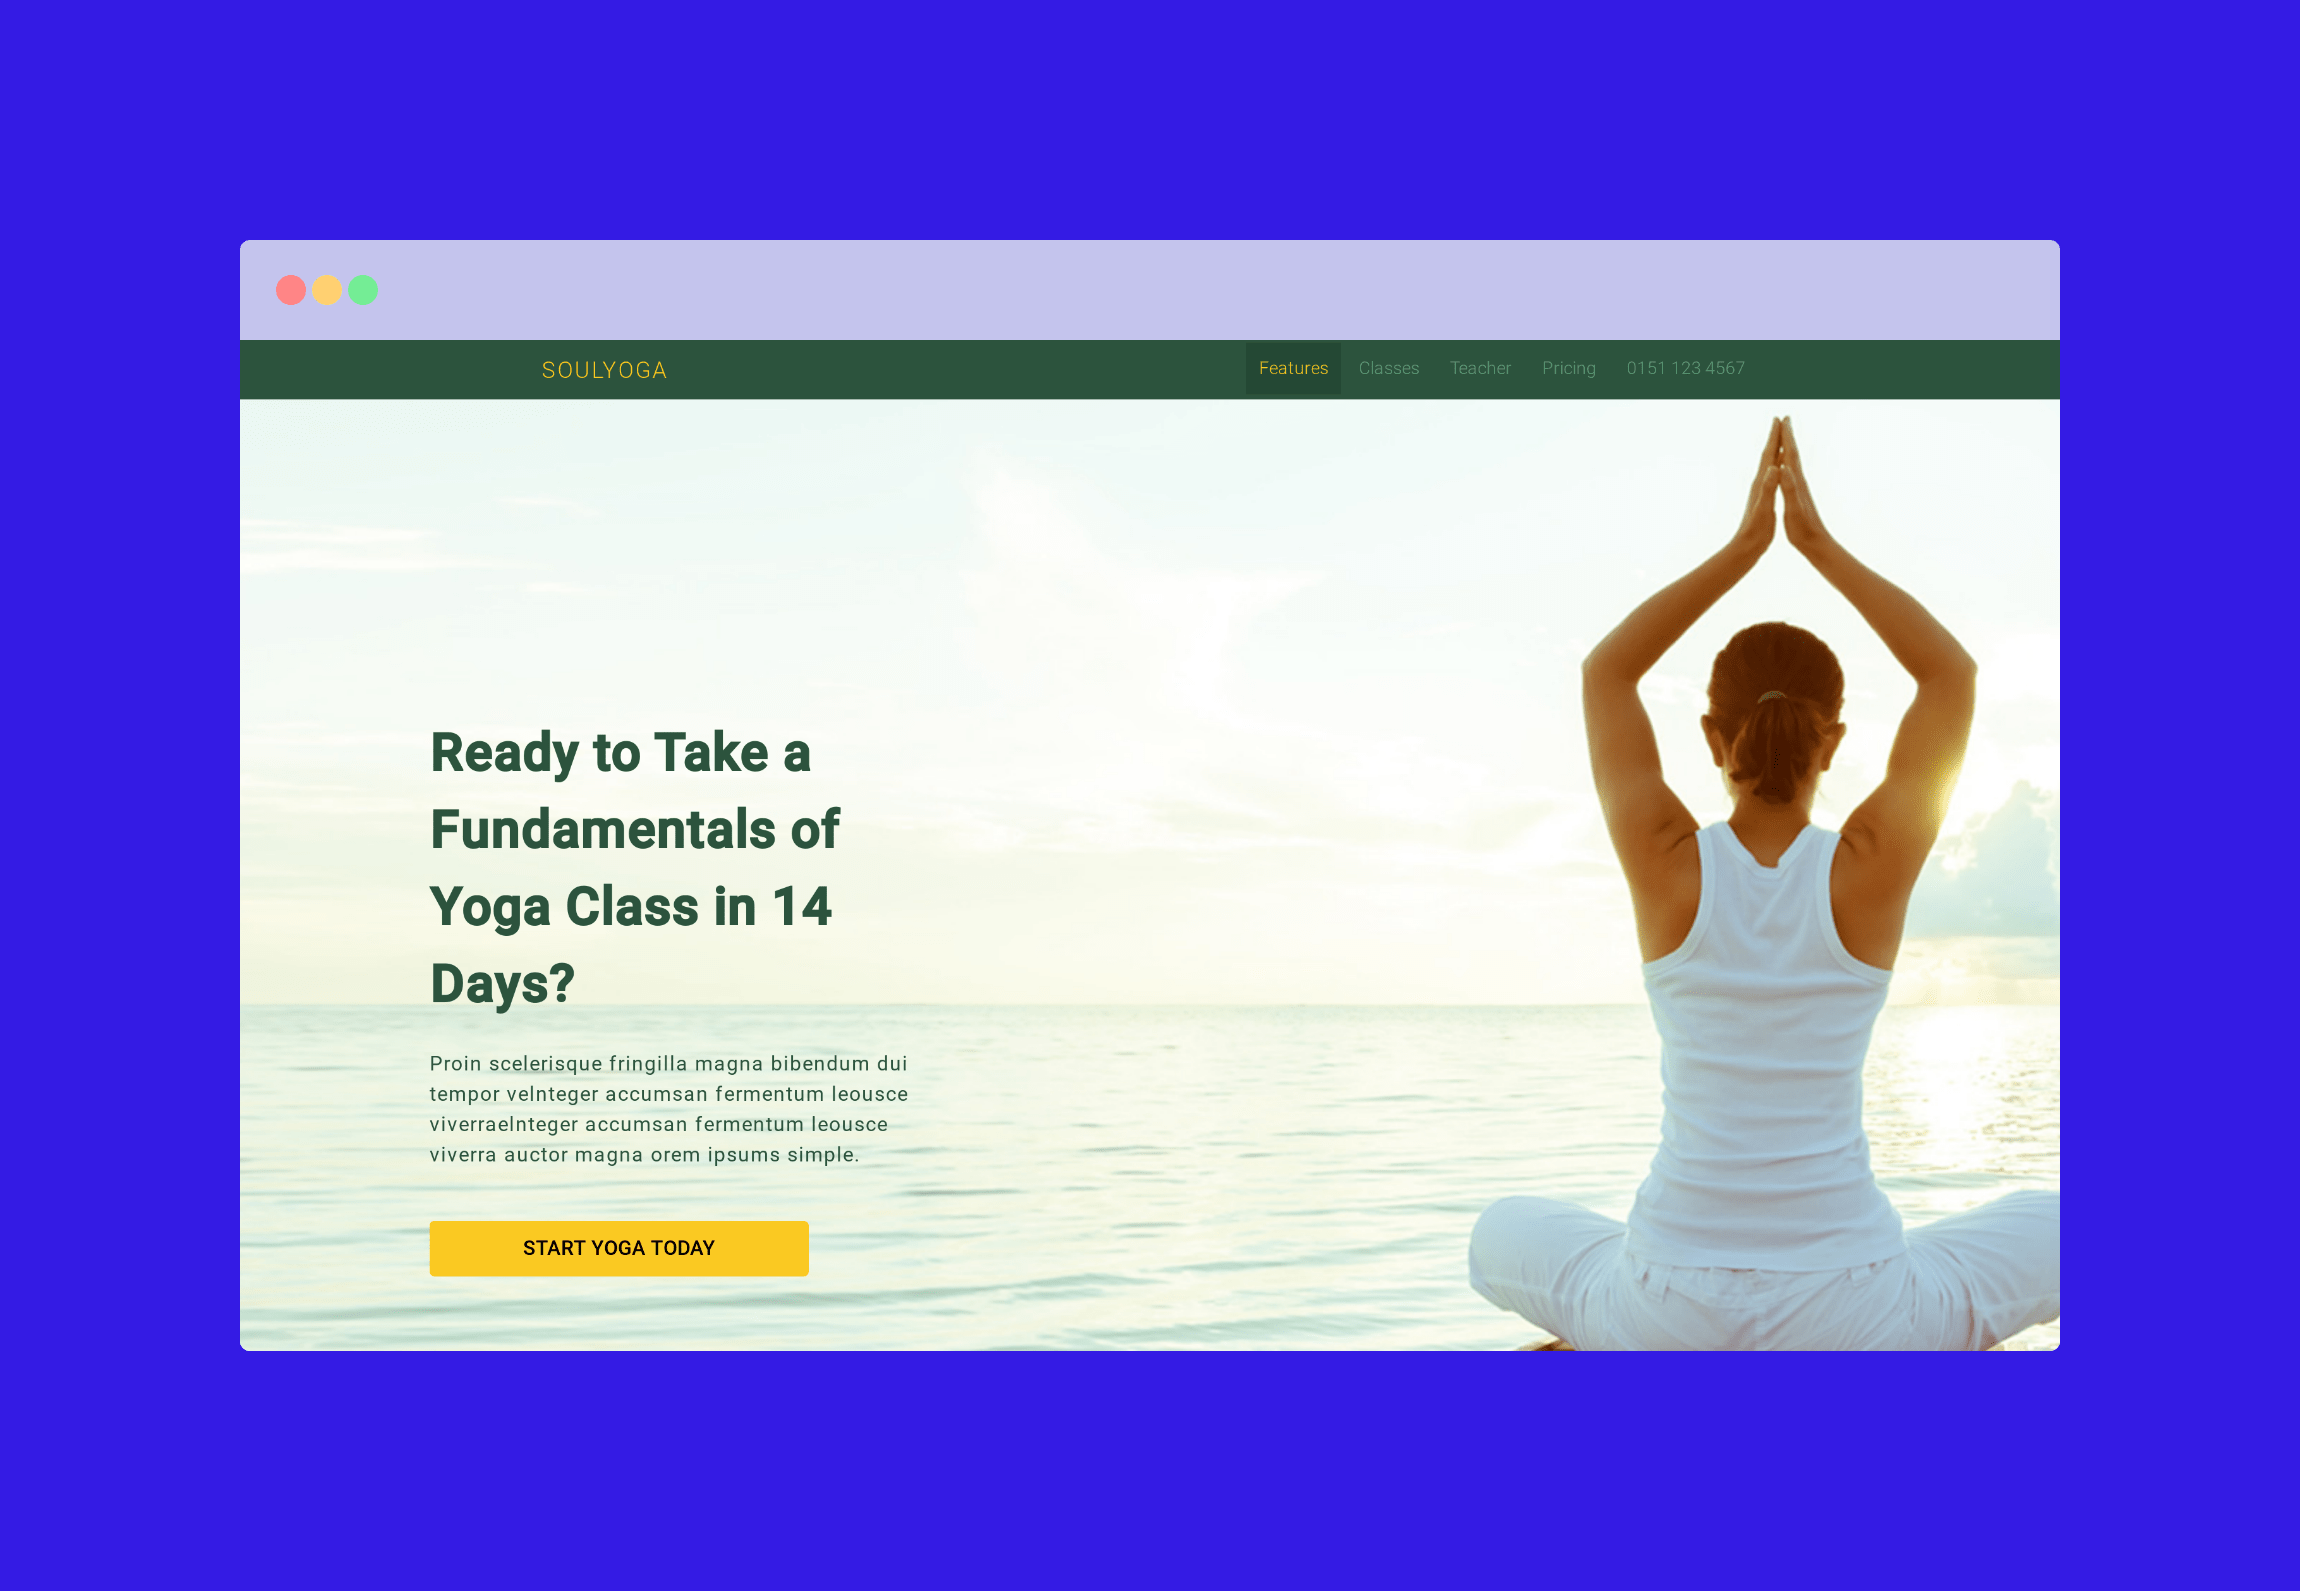 SOULYOGA
Features Classes Teacher Pricing 0151 123 4567
Ready to Take a
Fundamentals of
Yoga Class in 14
Days?
Proin scelerisque fringilla magna bibendum dui
tempor velnteger accumsan fermentum leousce
viverraelnteger accumsan fermentum leousce
viverra auctor magna orem ipsums simple.
START YOGA TODAY